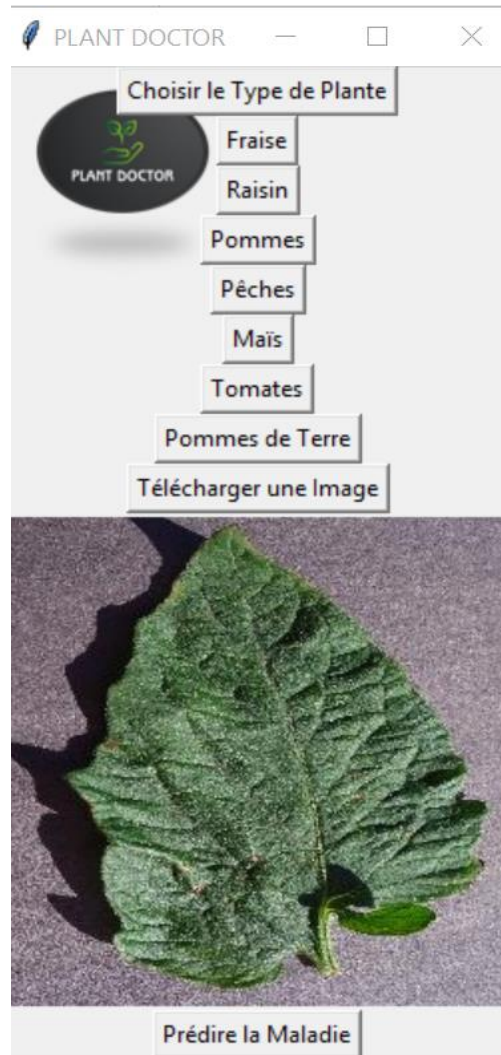 PLANT DOCTOR
Choisir le Type de Plante
PLANT DOCTOR
Fraise
Raisin
Pommes
Pêches
Maïs
Tomates
Pommes de Terre
Télécharger une Image
Prédire la Maladie